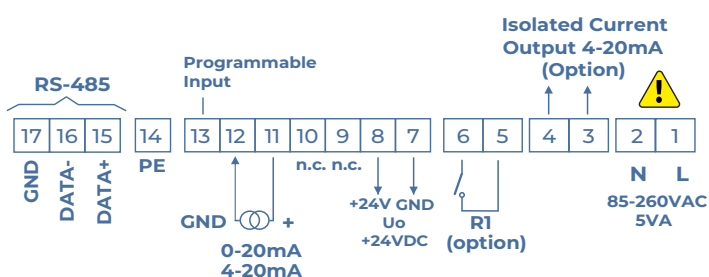 Isolated Current
Output 4-20mA
(Option)
Programmable
Input
RS-485
!
17 16 15 14 13 12 11 10 9 8 7 6 5 4 3 2 1
GND
DATA-
DATA+
PE
n.c. n.c.
N L
85-260VAC
5VA
+24V GND
Uo
+24VDC
R1
(option)
GND +
0-20mA
4-20mA